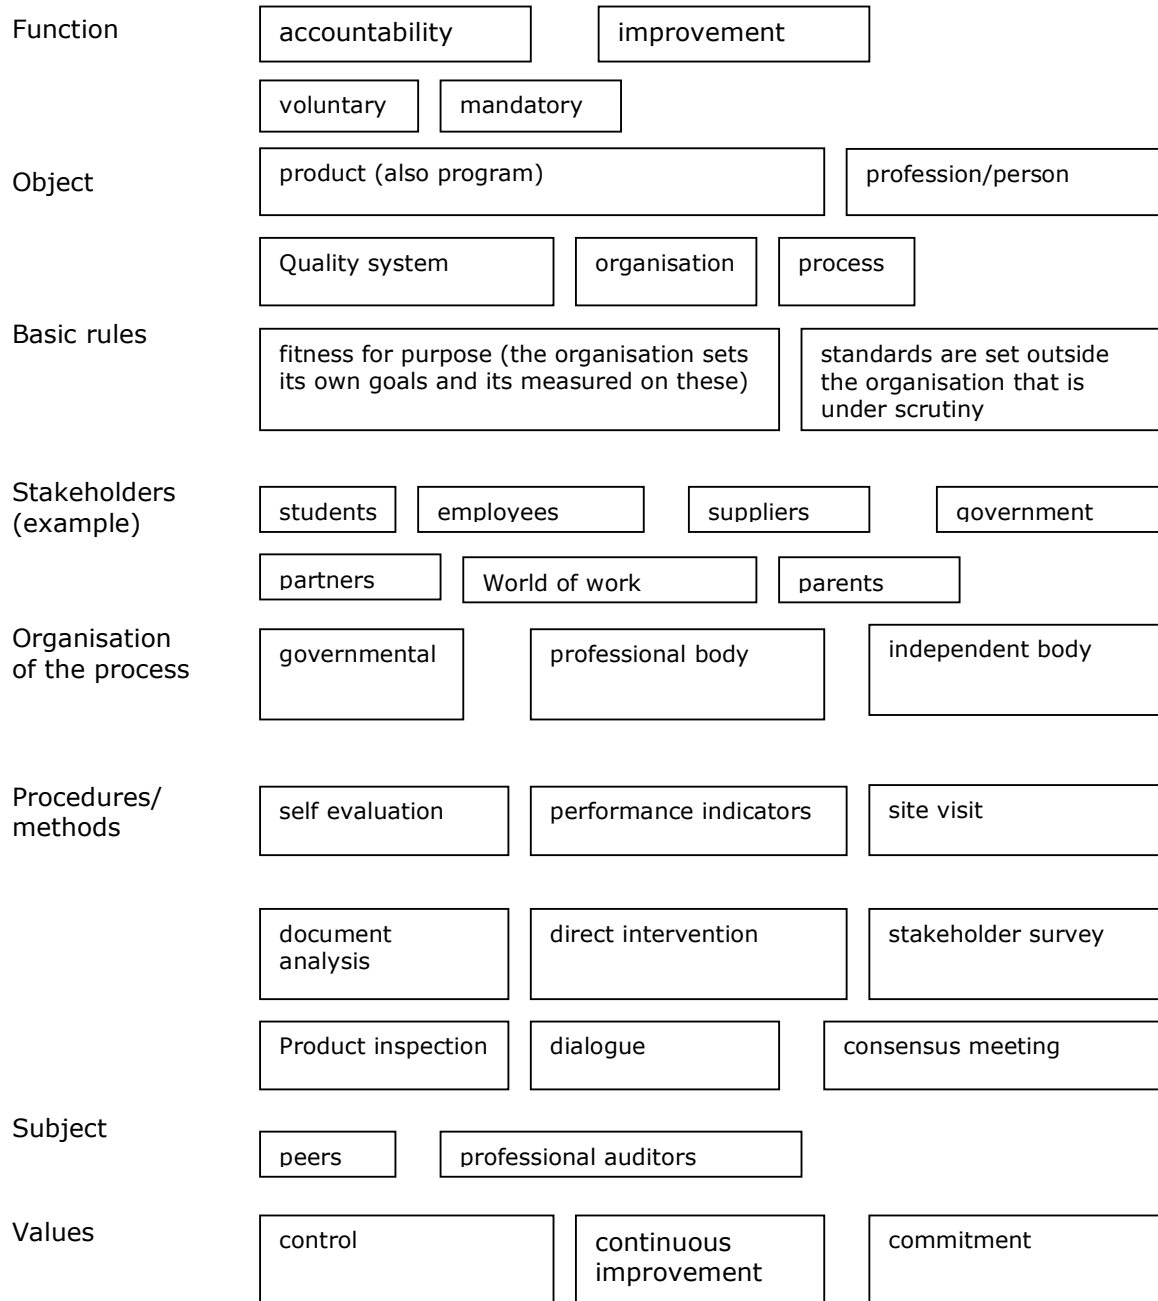 Function
accountability
improvement
voluntary
mandatory
Object
product (also program)
profession/person
Quality system
organisation
process
Basic rules
fitness for purpose (the organisation sets
its own goals and its measured on these)
standards are set outside
the organisation that is
under scrutiny
Stakeholders
(example)
students
employees
suppliers
government
partners
World of work
parents
Organisation
of the process
governmental
professional body
independent body
Procedures/
methods
self evaluation
performance indicators
site visit
document
analysis
direct intervention
stakeholder survey
Product inspection
dialogue
consensus meeting
Subject
peers
professional auditors
Values
control
continuous
improvement
commitment